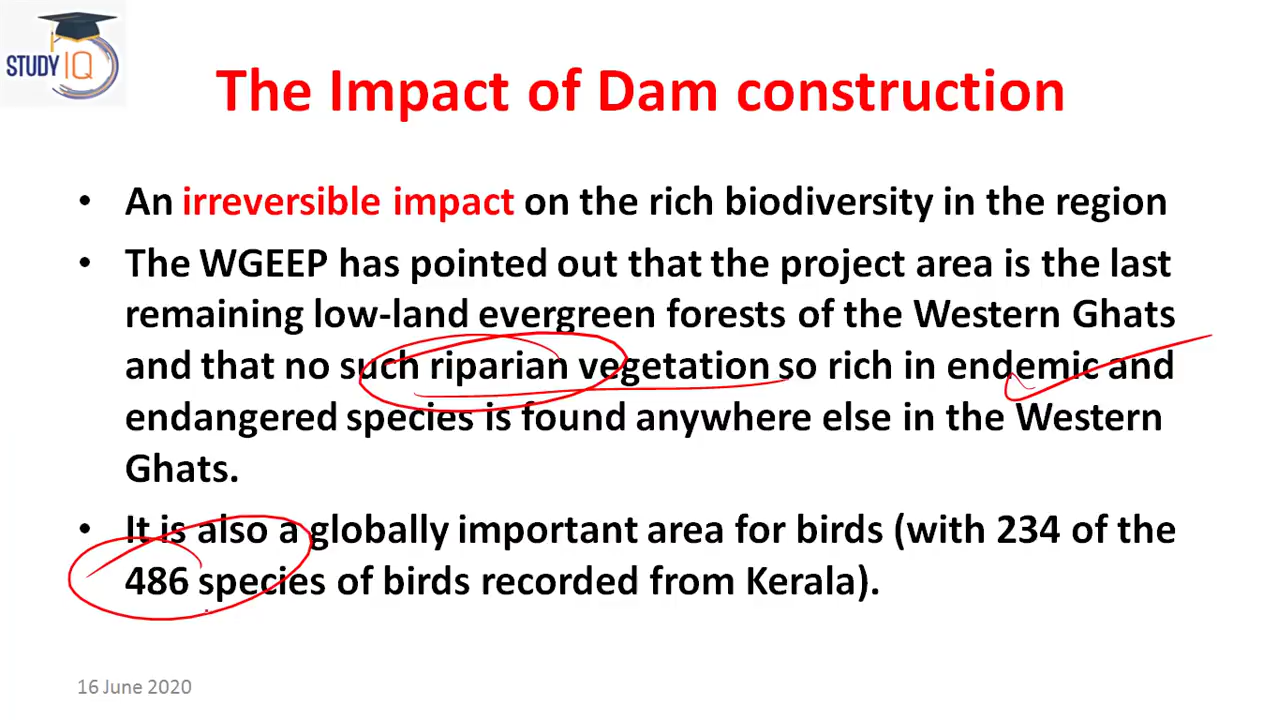 STUDY IQ
The Impact of Dam construction
• An irreversible impact on the rich biodiversity in the region
• The WGEEP has pointed out that the project area is the last
remaining low-land evergreen forests of the Western Ghats
and that no such riparian vegetation so rich in endemic and
endangered species is found anywhere else in the Western
Ghats.
• It is also a globally important area for birds (with 234 of the
486 species of birds recorded from Kerala).
16 June 2020